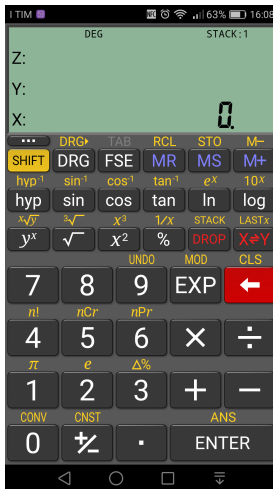 I TIM 63% 16:08
DEG STACK:1
Z:
Y:
X: 0.
DRG▸ TAB RCL STO M−
SHIFT DRG FSE MR MS M+
hyp⁻¹ sin⁻¹ cos⁻¹ tan⁻¹ eˣ 10ˣ
hyp sin cos tan ln log
ˣ√y ³√ x³ 1/x STACK LASTx
yˣ √ x² % DROP X⇌Y
UNDO MOD CLS
7 8 9 EXP ←
n! nCr nPr
4 5 6 × ÷
π e Δ%
1 2 3 + −
CONV CNST ANS
0 +/− · ENTER